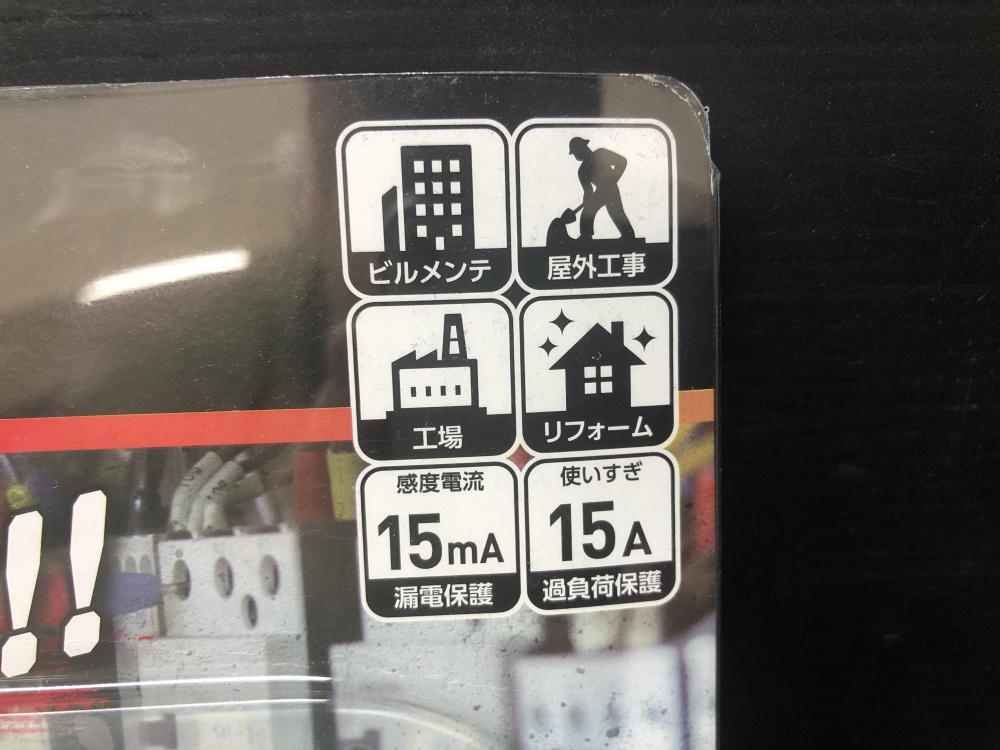 ビルメンテ
屋外工事
工場
リフォーム
感度電流
15mA
漏電保護
使いすぎ
15A
過負荷保護
!!